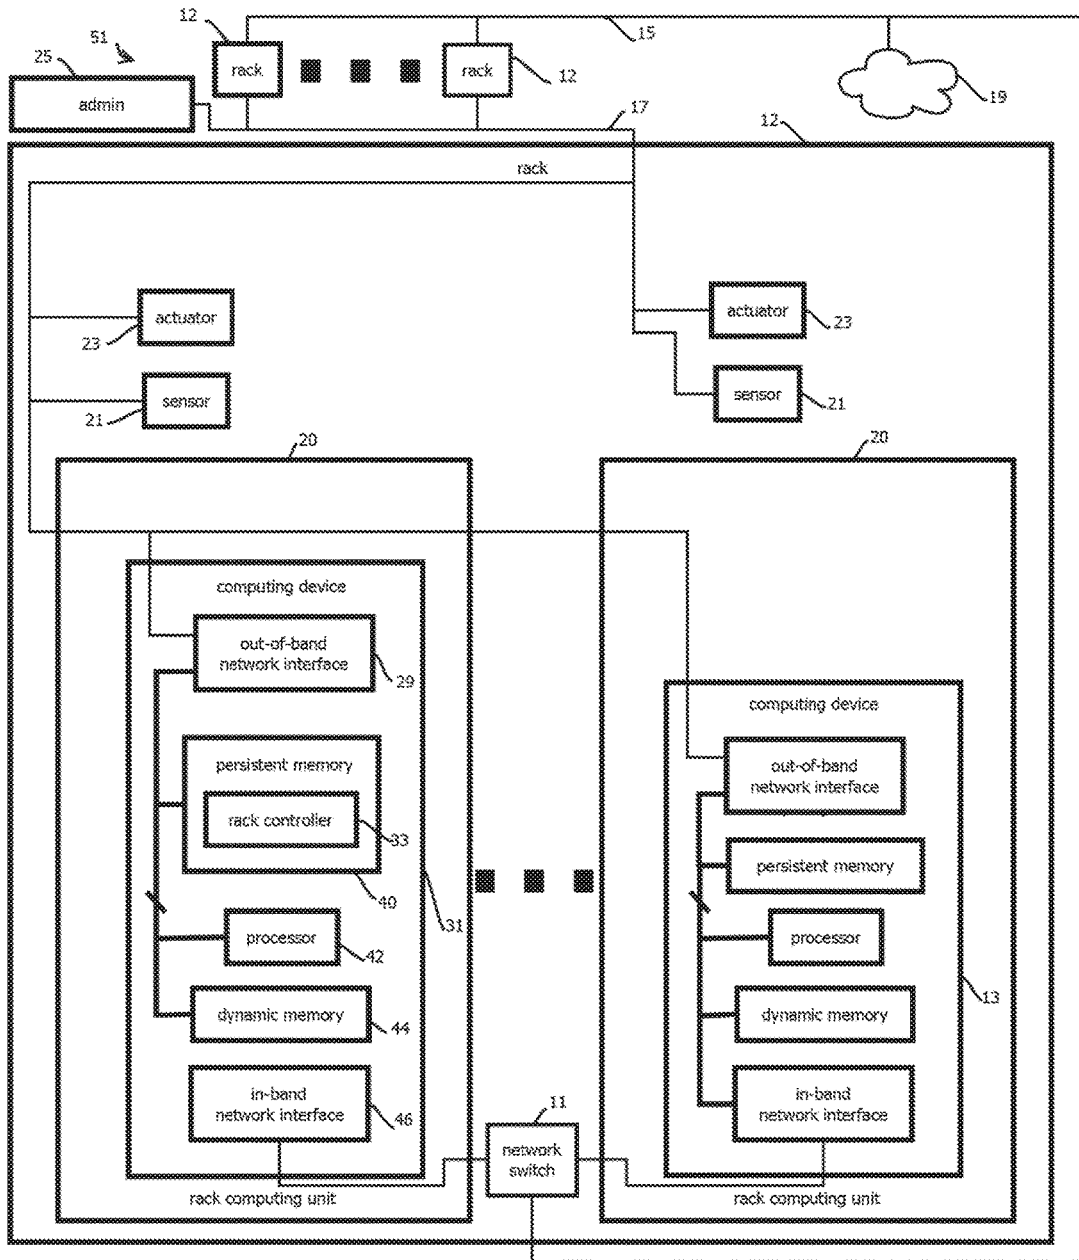 12
51
15
25
rack
rack
12
admin
19
17
12
rack
actuator
23
actuator
23
sensor
21
sensor
21
20
20
computing device
out-of-band
network interface
29
computing device
persistent memory
rack controller
33
out-of-band
network interface
persistent memory
40
31
processor
42
processor
13
dynamic memory
44
dynamic memory
in-band
network interface
46
in-band
network interface
11
network
switch
rack computing unit
rack computing unit